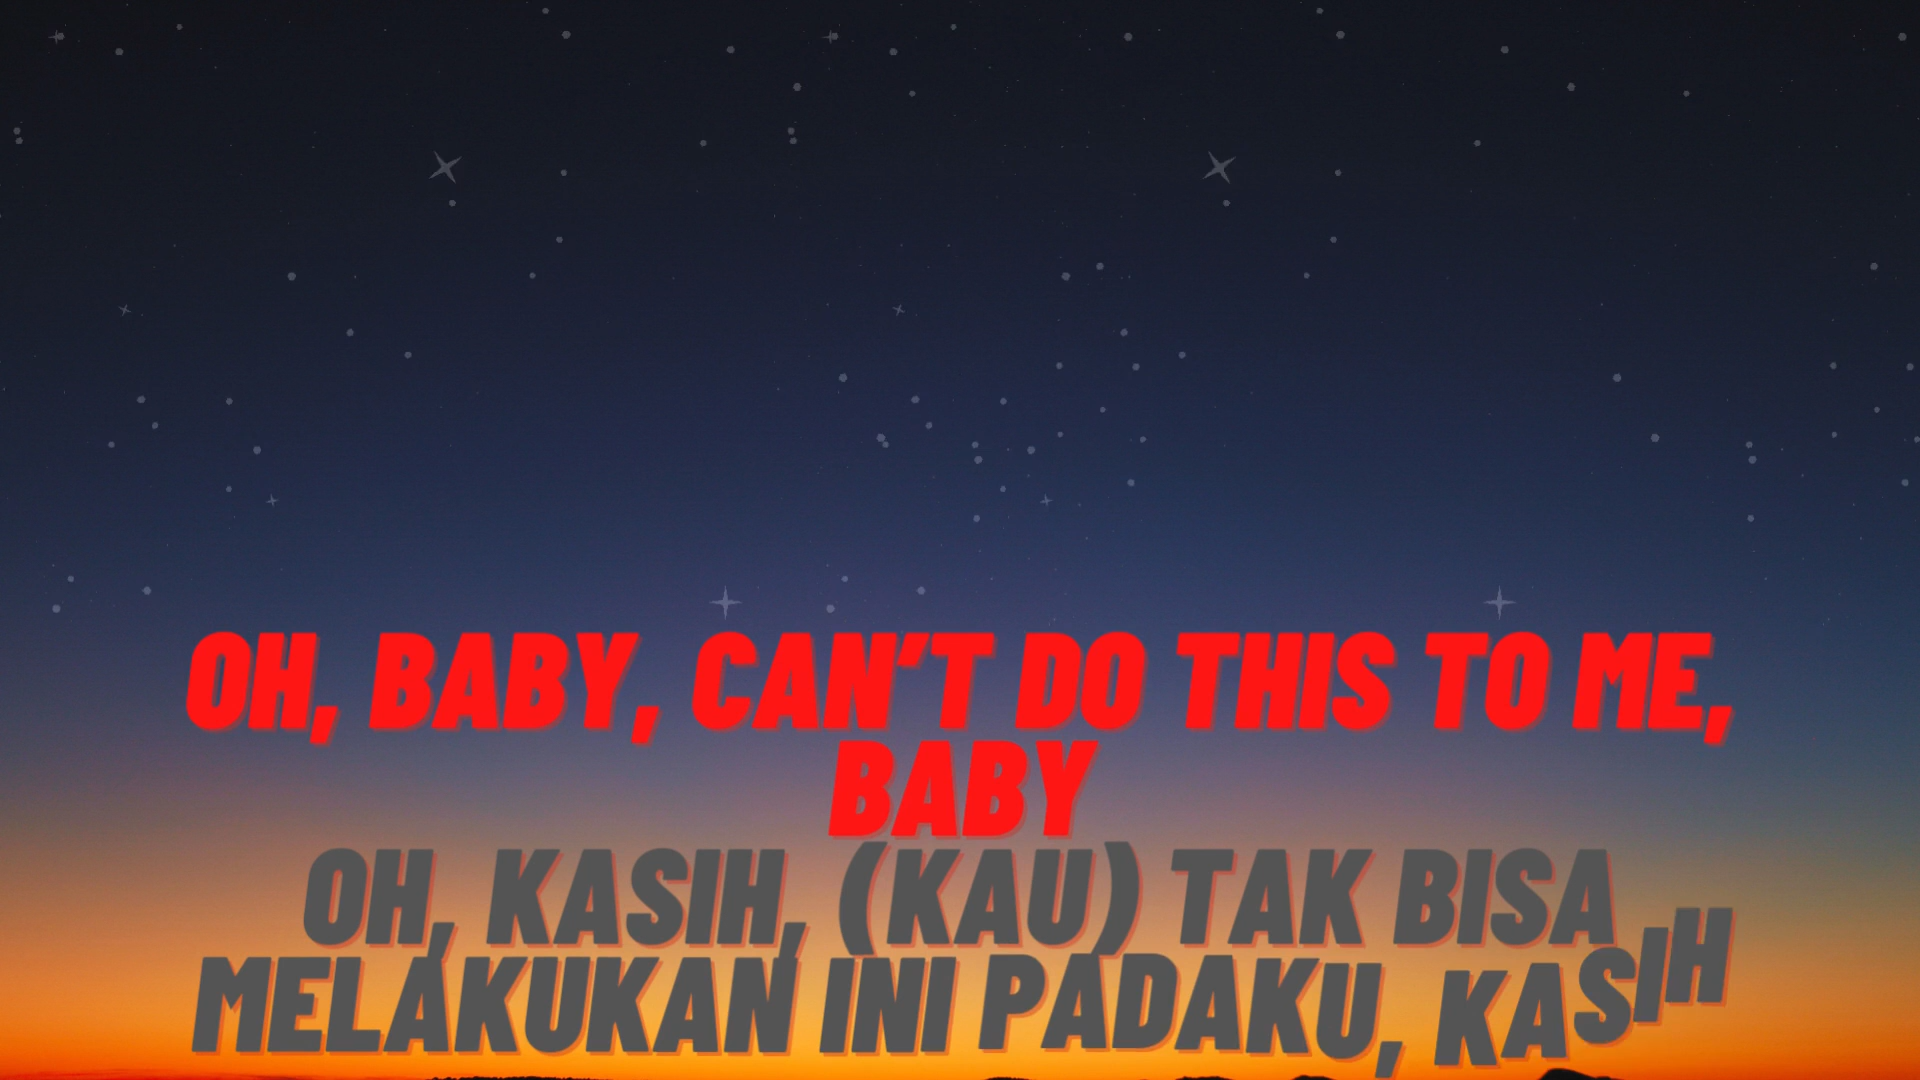 OH, BABY, CAN'T DO THIS TO ME,
BABY
OH, KASIH, (KAU) TAK BISA
MELAKUKAN INI PADAKU, KASIH